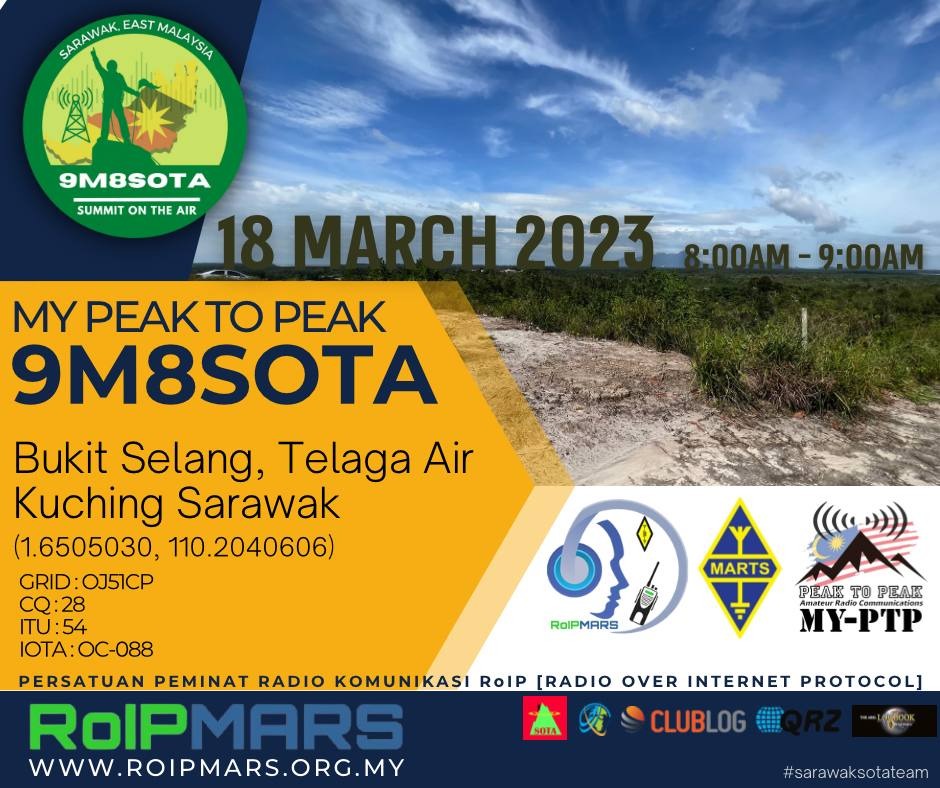 SARAWAK, EAST MALAYSIA
9M8SOTA
SUMMIT ON THE AIR
18 MARCH 2023 8:00AM - 9:00AM
MY PEAK TO PEAK
9M8SOTA
Bukit Selang, Telaga Air
Kuching Sarawak
(1.6505030, 110.2040606)
GRID : OJ51CP
CQ : 28
ITU : 54
IOTA : OC-088
RoIPMARS
MARTS
PEAK TO PEAK
Amateur Radio Communications
MY-PTP
PERSATUAN PEMINAT RADIO KOMUNIKASI RoIP [RADIO OVER INTERNET PROTOCOL]
RoIPMARS
WWW.ROIPMARS.ORG.MY
SOTA
CLUBLOG
QRZ
#sarawaksotateam